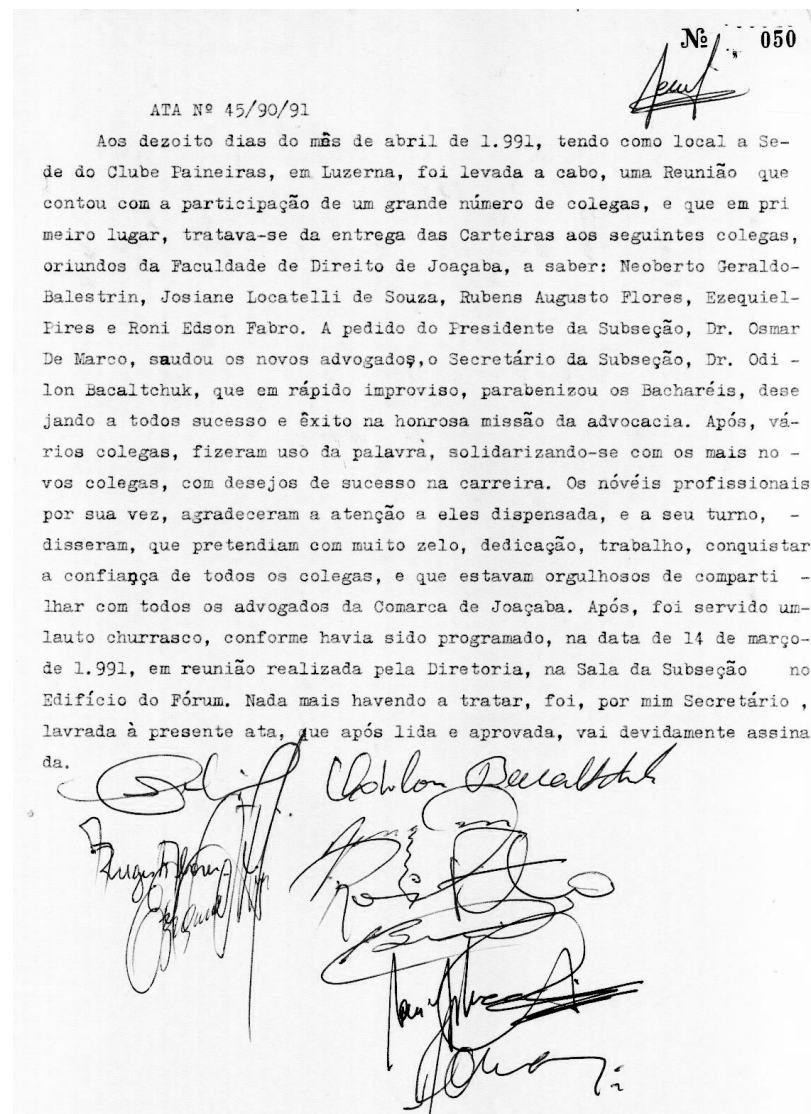 Nº 050
ATA Nº 45/90/91
Aos dezoito dias do mês de abril de 1.991, tendo como local a Se-
de do Clube Paineiras, em Luzerna, foi levada a cabo, uma Reunião que
contou com a participação de um grande número de colegas, e que em pri
meiro lugar, tratava-se da entrega das Carteiras aos seguintes colegas,
oriundos da Faculdade de Direito de Joaçaba, a saber: Neoberto Geraldo-
Balestrin, Josiane Locatelli de Souza, Rubens Augusto Flores, Ezequiel-
Pires e Roni Edson Fabro. A pedido do Presidente da Subseção, Dr. Osmar
De Marco, saudou os novos advogados,o Secretário da Subseção, Dr. Odi -
lon Bacaltchuk, que em rápido improviso, parabenizou os Bacharéis, dese
jando a todos sucesso e êxito na honrosa missão da advocacia. Após, vá-
rios colegas, fizeram uso da palavra, solidarizando-se com os mais no -
vos colegas, com desejos de sucesso na carreira. Os nóvéis profissionais
por sua vez, agradeceram a atenção a eles dispensada, e a seu turno, -
disseram, que pretendiam com muito zelo, dedicação, trabalho, conquistar
a confiança de todos os colegas, e que estavam orgulhosos de comparti -
lhar com todos os advogados da Comarca de Joaçaba. Após, foi servido um-
lauto churrasco, conforme havia sido programado, na data de 14 de março-
de 1.991, em reunião realizada pela Diretoria, na Sala da Subseção no
Edifício do Fórum. Nada mais havendo a tratar, foi, por mim Secretário ,
lavrada à presente ata, que após lida e aprovada, vai devidamente assina
da.
Odilon Bacaltchuk